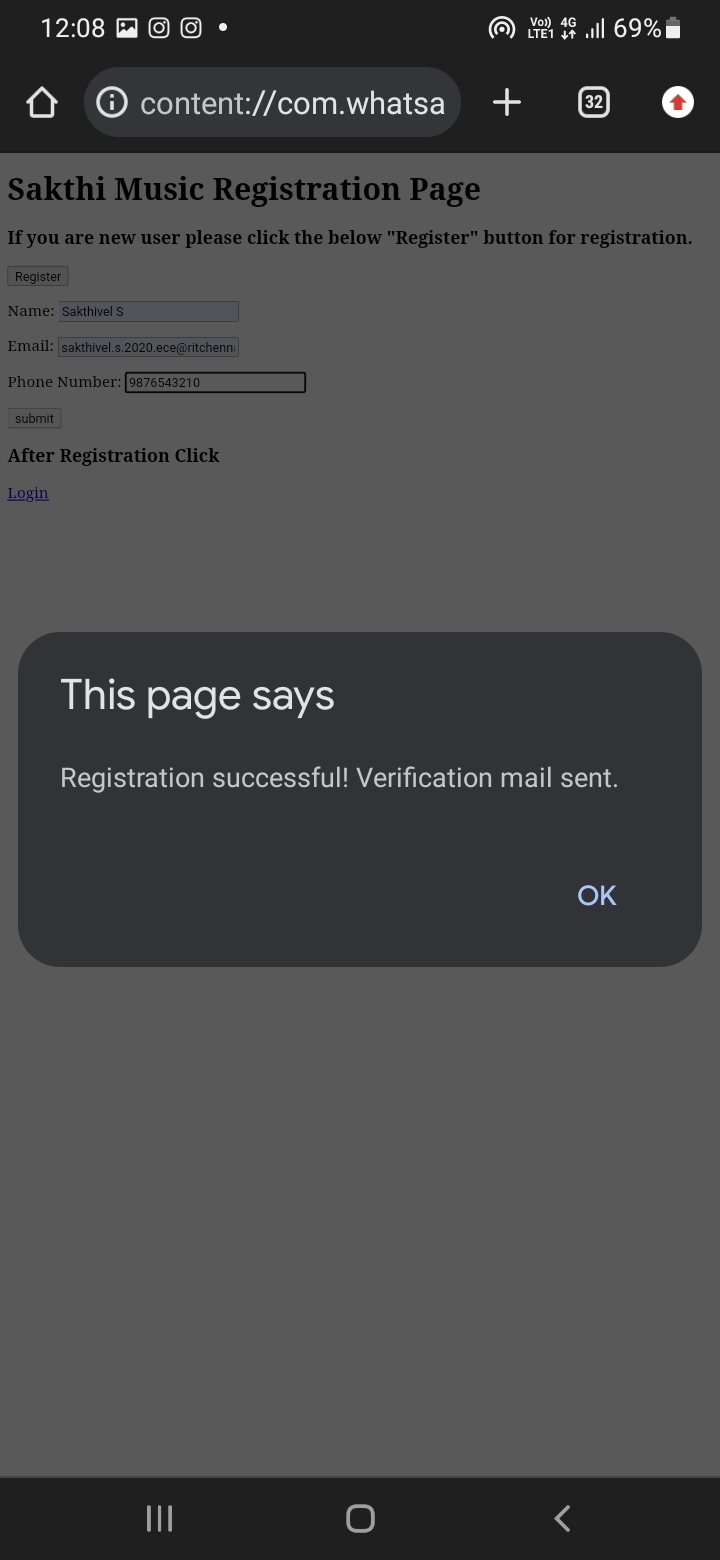 12:08 Vo)) LTE1 4G 69%
content://com.whatsa 32
Sakthi Music Registration Page
If you are new user please click the below "Register" button for registration.
Register
Name: Sakthivel S
Email: sakthivel.s.2020.ece@ritchenn
Phone Number: 9876543210
submit
After Registration Click
Login
This page says
Registration successful! Verification mail sent.
OK